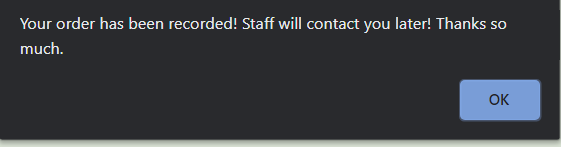 Your order has been recorded! Staff will contact you later! Thanks so
much.
OK